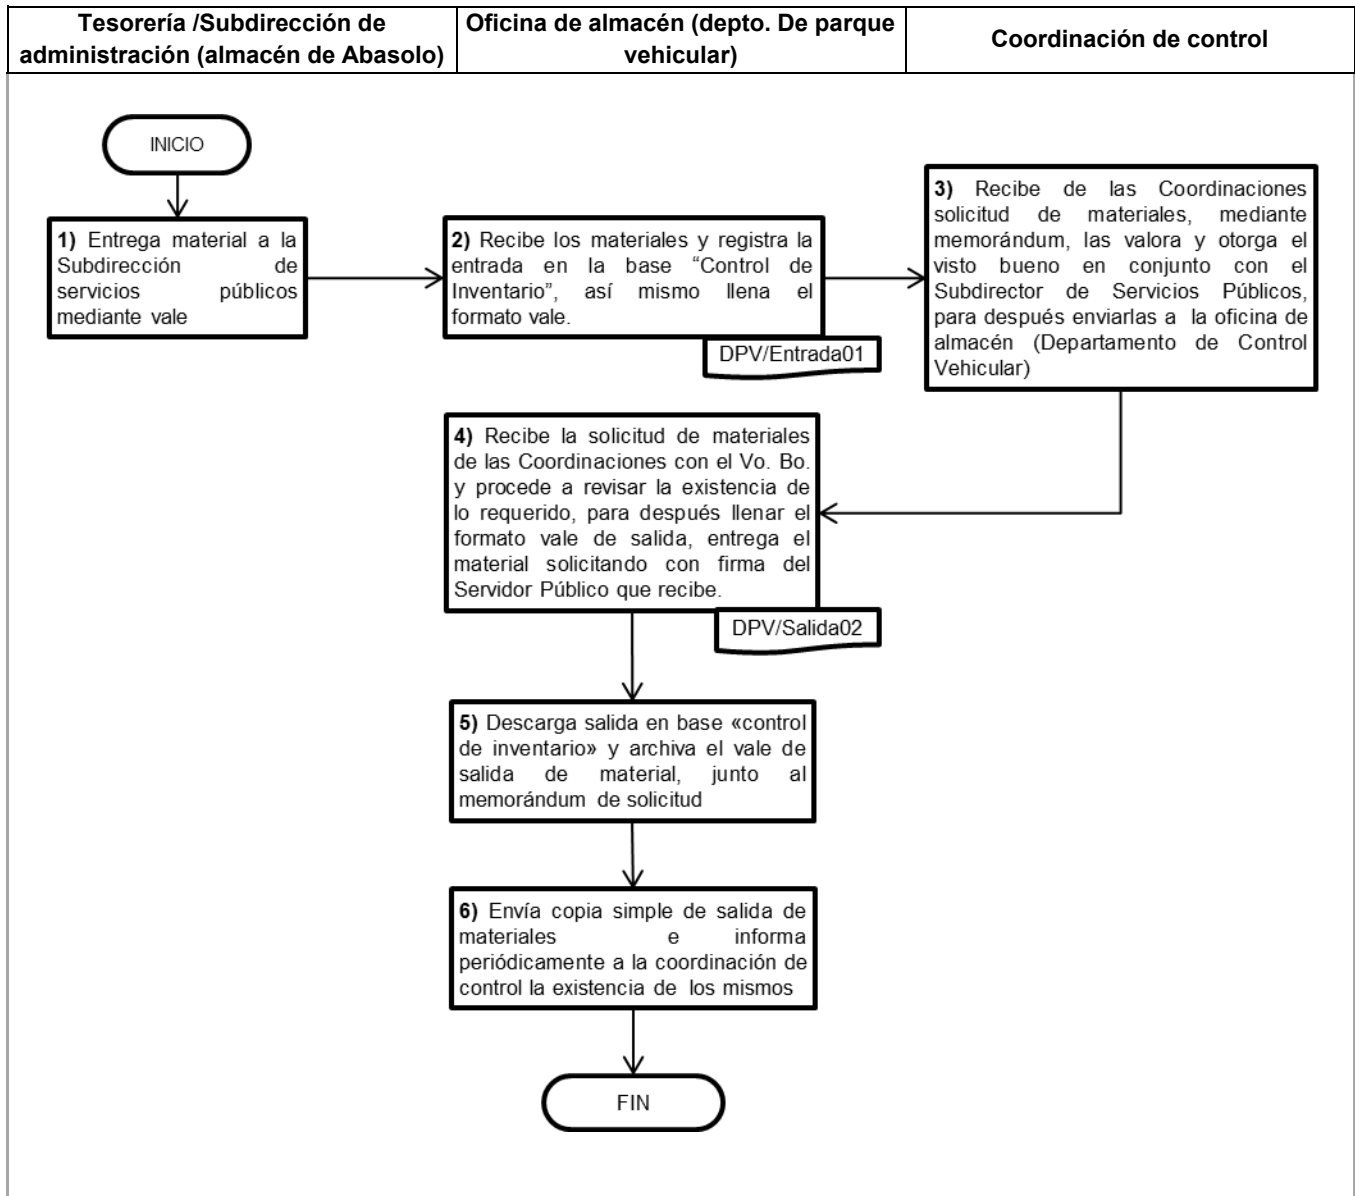 Tesorería /Subdirección de
administración (almacén de Abasolo)
Oficina de almacén (depto. De parque
vehicular)
Coordinación de control
INICIO
1) Entrega material a la
Subdirección de
servicios públicos
mediante vale
2) Recibe los materiales y registra la
entrada en la base “Control de
Inventario”, así mismo llena el
formato vale.
DPV/Entrada01
3) Recibe de las Coordinaciones
solicitud de materiales, mediante
memorándum, las valora y otorga el
visto bueno en conjunto con el
Subdirector de Servicios Públicos,
para después enviarlas a la oficina de
almacén (Departamento de Control
Vehicular)
4) Recibe la solicitud de materiales
de las Coordinaciones con el Vo. Bo.
y procede a revisar la existencia de
lo requerido, para después llenar el
formato vale de salida, entrega el
material solicitando con firma del
Servidor Público que recibe.
DPV/Salida02
5) Descarga salida en base «control
de inventario» y archiva el vale de
salida de material, junto al
memorándum de solicitud
6) Envía copia simple de salida de
materiales e informa
periódicamente a la coordinación de
control la existencia de los mismos
FIN